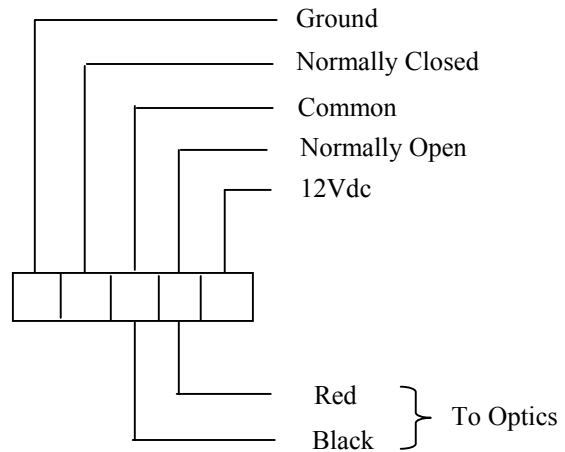 Ground
Normally Closed
Common
Normally Open
12Vdc
Red
To Optics
Black